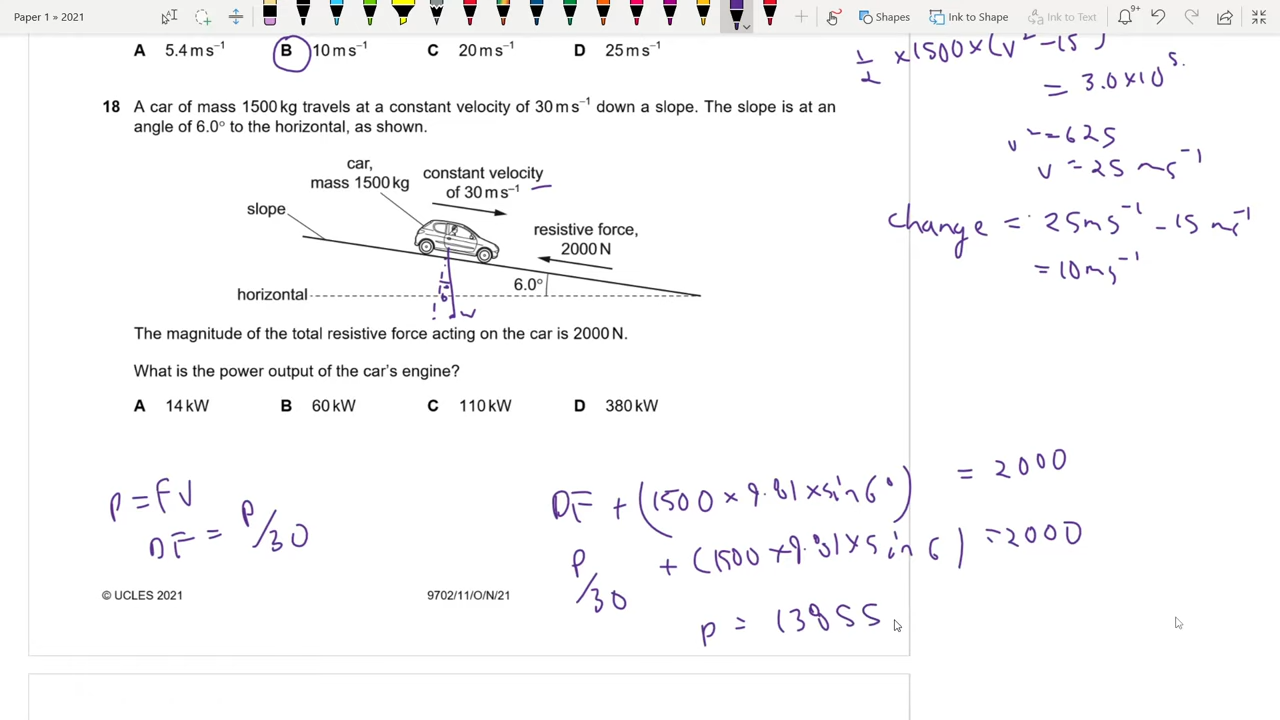 Paper 1 » 2021
Shapes
Ink to Shape
Ink to Text
9+
A 5.4 m s⁻¹ B 10 m s⁻¹ C 20 m s⁻¹ D 25 m s⁻¹
1/2 ×1500×(v² -15²)
= 3.0×10⁵.
v² = 625
v = 25 ms⁻¹
change = 25ms⁻¹ - 15 ms⁻¹
= 10ms⁻¹
18 A car of mass 1500 kg travels at a constant velocity of 30 m s⁻¹ down a slope. The slope is at an
angle of 6.0° to the horizontal, as shown.
car,
mass 1500 kg
constant velocity
of 30 m s⁻¹
slope
resistive force,
2000 N
6.0°
horizontal
6
W
The magnitude of the total resistive force acting on the car is 2000 N.
What is the power output of the car's engine?
A 14 kW B 60 kW C 110 kW D 380 kW
P = FV
DF = P/30
DF + (1500 × 9.81 × sin 6°) = 2000
P/30 + (1500 × 9.81 × sin 6) = 2000
P = 13855
© UCLES 2021
9702/11/O/N/21